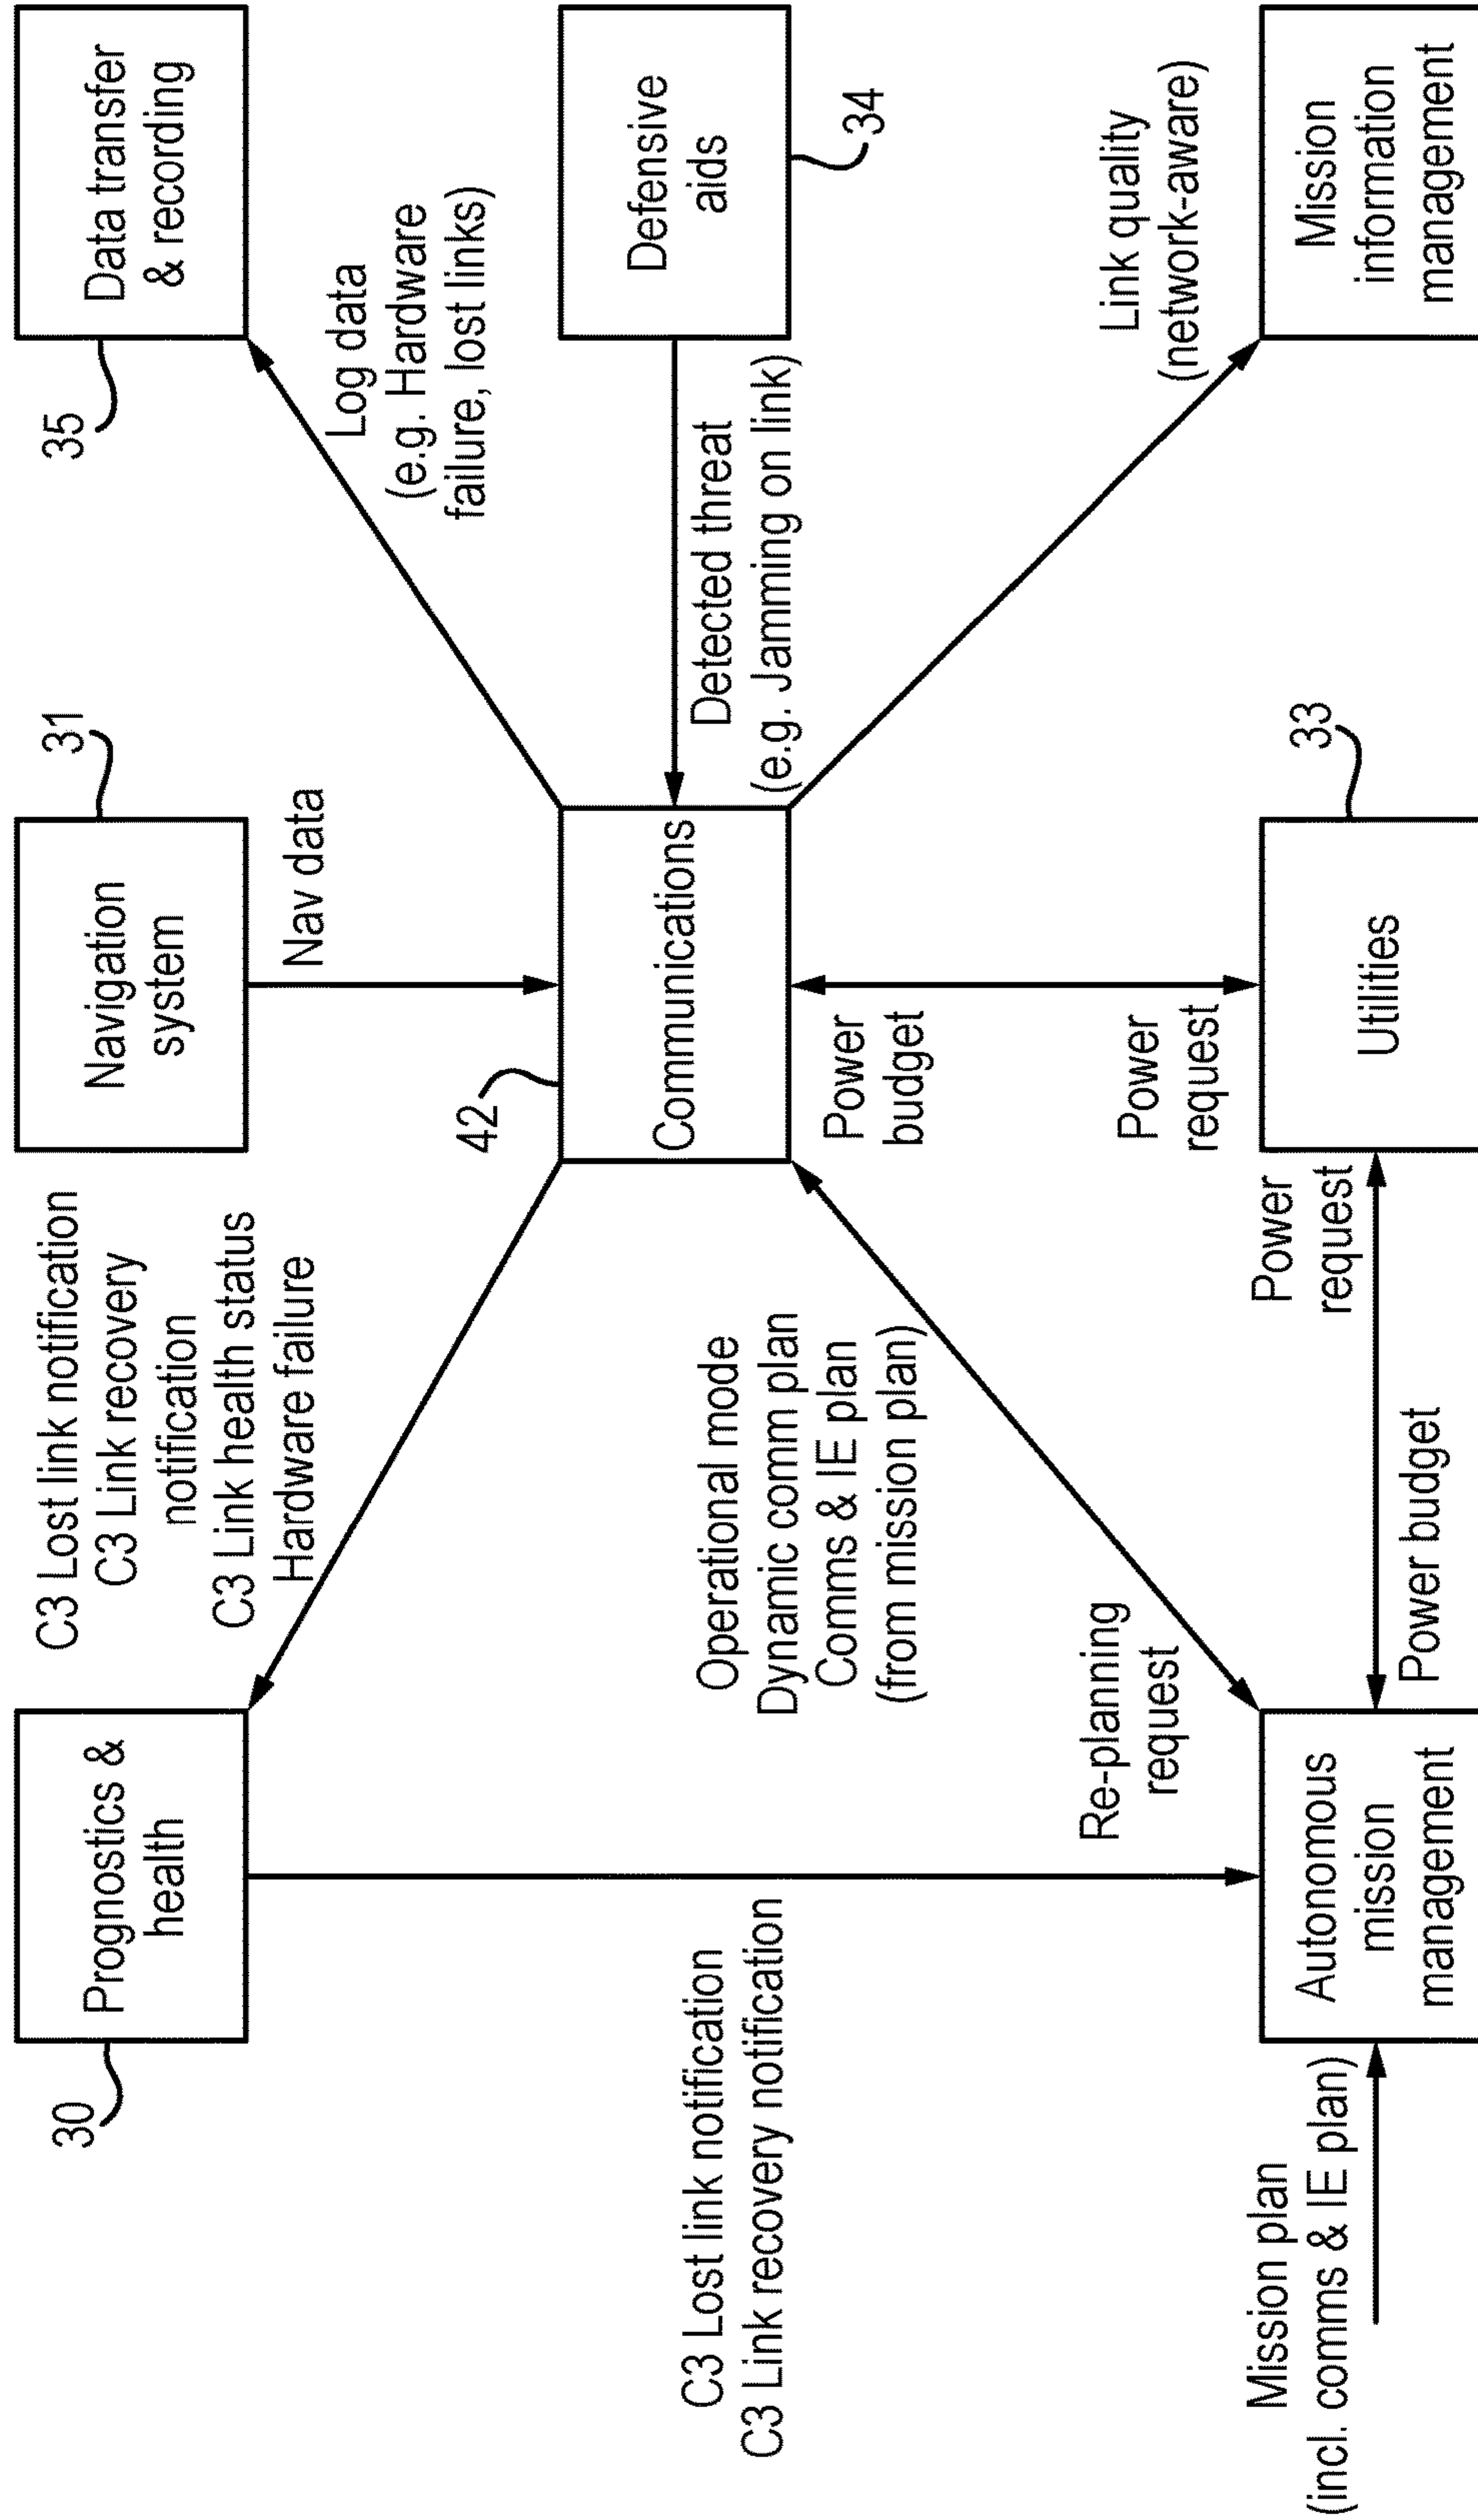 30
Prognostics &
health
C3 Lost link notification
C3 Link recovery
notification
C3 Link health status
Hardware failure
31
Navigation
system
Nav data
35
Data transfer
& recording
Log data
(e.g. Hardware
failure, lost links)
C3 Lost link notification
C3 Link recovery notification
Operational mode
Dynamic comm plan
Comms & IE plan
(from mission plan)
42
Communications
Detected threat
(e.g. Jamming on link)
Defensive
aids
34
Re-planning
request
Power
budget
Power
request
Link quality
(network-aware)
Mission plan
(incl. comms & IE plan)
Autonomous
mission
management
Power
request
Power budget
33
Utilities
Mission
information
management